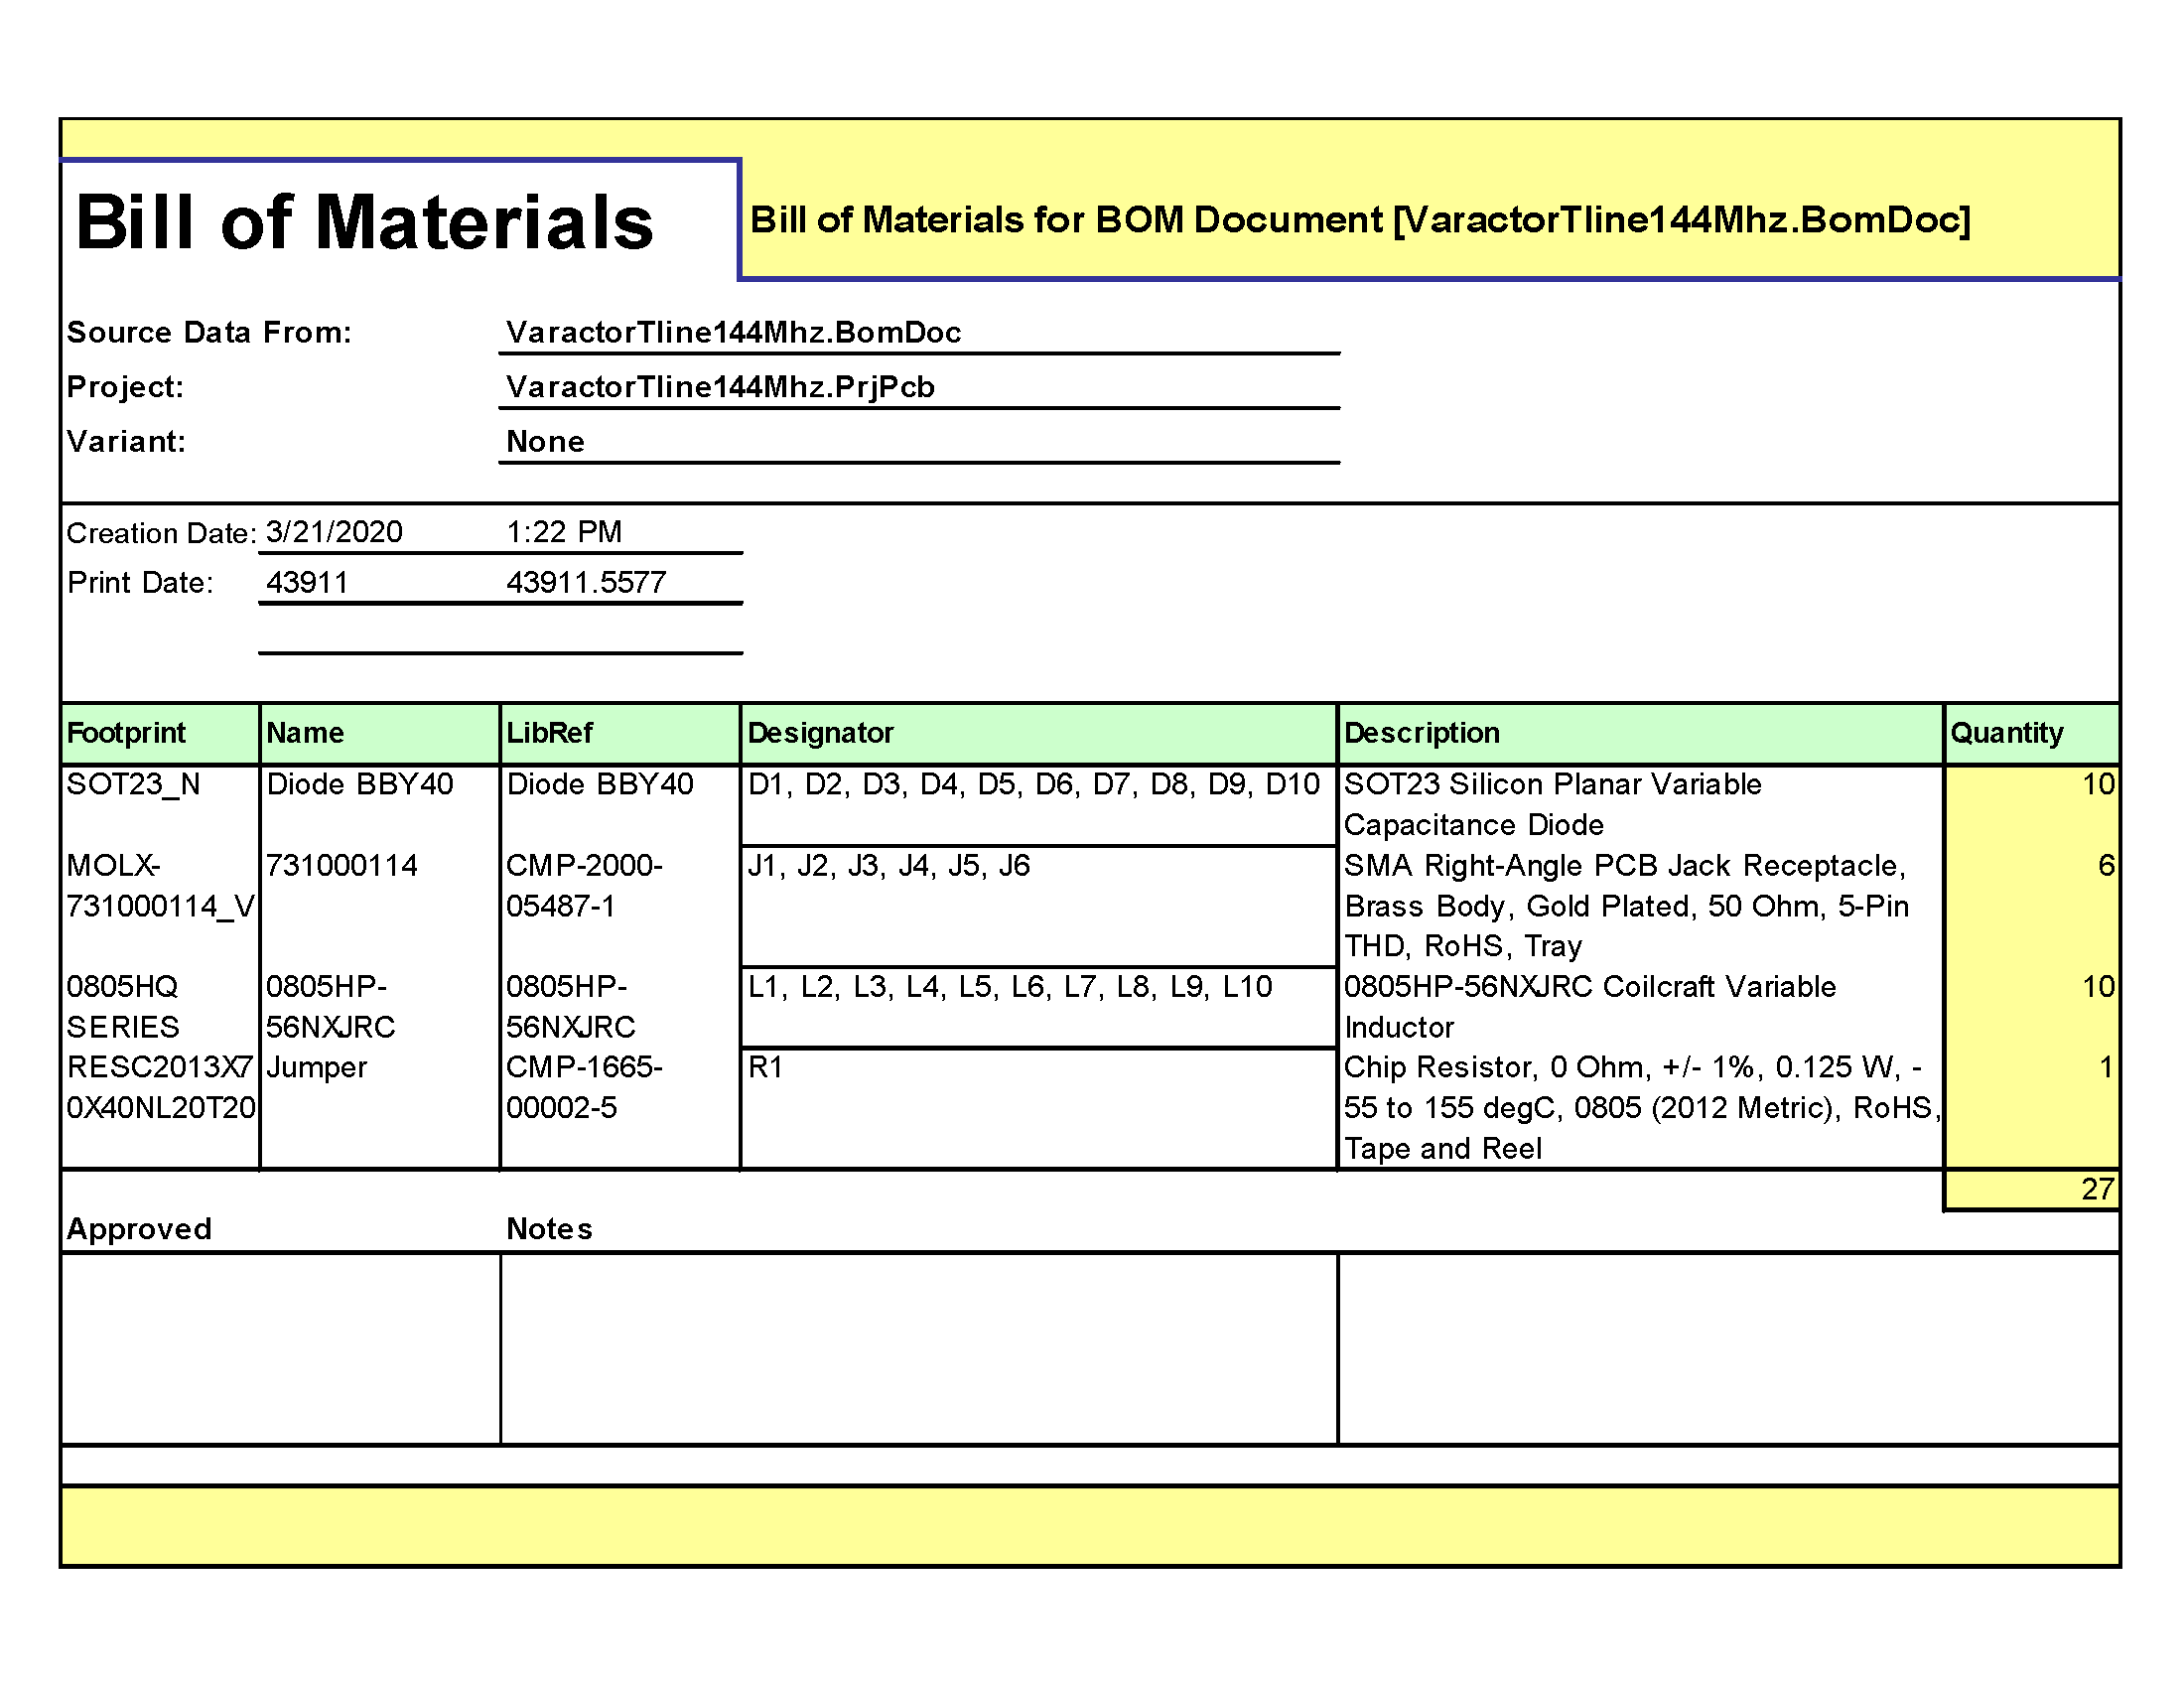 Bill of Materials
Bill of Materials for BOM Document [VaractorTline144Mhz.BomDoc]
Source Data From: VaractorTline144Mhz.BomDoc
Project: VaractorTline144Mhz.PrjPcb
Variant: None
Creation Date: 3/21/2020 1:22 PM
Print Date: 43911 43911.5577
Footprint Name LibRef Designator Description Quantity
SOT23_N Diode BBY40 Diode BBY40 D1, D2, D3, D4, D5, D6, D7, D8, D9, D10 SOT23 Silicon Planar Variable 10
Capacitance Diode
MOLX- 731000114 CMP-2000- J1, J2, J3, J4, J5, J6 SMA Right-Angle PCB Jack Receptacle, 6
731000114_V 05487-1 Brass Body, Gold Plated, 50 Ohm, 5-Pin
THD, RoHS, Tray
0805HQ 0805HP- 0805HP- L1, L2, L3, L4, L5, L6, L7, L8, L9, L10 0805HP-56NXJRC Coilcraft Variable 10
SERIES 56NXJRC 56NXJRC Inductor
RESC2013X7 Jumper CMP-1665- R1 Chip Resistor, 0 Ohm, +/- 1%, 0.125 W, - 1
0X40NL20T20 00002-5 55 to 155 degC, 0805 (2012 Metric), RoHS,
Tape and Reel
27
Approved Notes